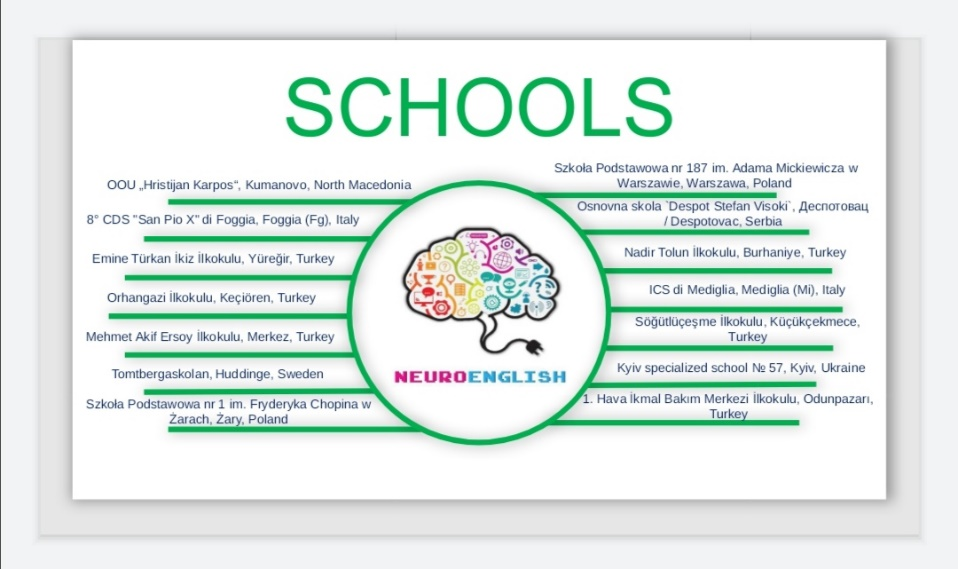 SCHOOLS
OOU „Hristijan Karpos“, Kumanovo, North Macedonia
8° CDS "San Pio X" di Foggia, Foggia (Fg), Italy
Emine Türkan İkiz İlkokulu, Yüreğir, Turkey
Orhangazi İlkokulu, Keçiören, Turkey
Mehmet Akif Ersoy İlkokulu, Merkez, Turkey
Tomtbergaskolan, Huddinge, Sweden
Szkoła Podstawowa nr 1 im. Fryderyka Chopina w
Żarach, Żary, Poland
NEUROENGLISH
Szkoła Podstawowa nr 187 im. Adama Mickiewicza w
Warszawie, Warszawa, Poland
Osnovna skola `Despot Stefan Visoki`, Деспотовац
/ Despotovac, Serbia
Nadir Tolun İlkokulu, Burhaniye, Turkey
ICS di Mediglia, Mediglia (Mi), Italy
Söğütlüçeşme İlkokulu, Küçükçekmece,
Turkey
Kyiv specialized school № 57, Kyiv, Ukraine
1. Hava İkmal Bakım Merkezi İlkokulu, Odunpazarı,
Turkey